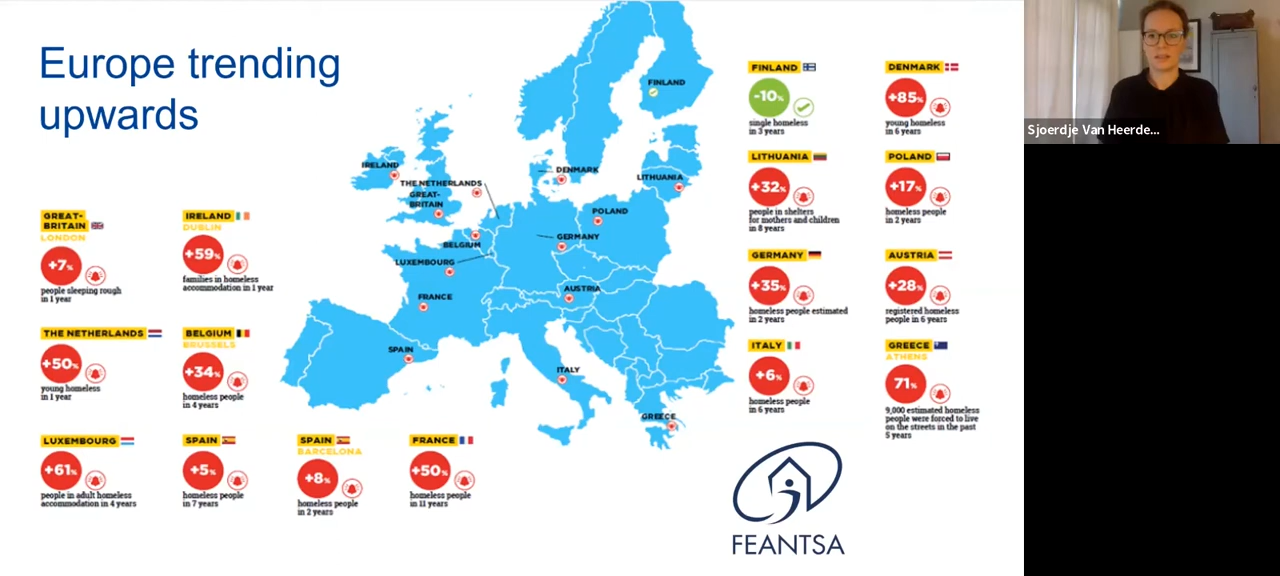 Europe trending
upwards
FINLAND
IRELAND
THE NETHERLANDS
GREAT-
BRITAIN
DENMARK
LITHUANIA
POLAND
GERMANY
BELGIUM
LUXEMBOURG
AUSTRIA
FRANCE
SPAIN
ITALY
GREECE
GREAT-
BRITAIN
LONDON
+7%
people sleeping rough
in 1 year
IRELAND
DUBLIN
+59%
families in homeless
accommodation in 1 year
THE NETHERLANDS
+50%
young homeless
in 1 year
BELGIUM
BRUSSELS
+34%
homeless people
in 4 years
LUXEMBOURG
+61%
people in adult homeless
accommodation in 4 years
SPAIN
+5%
homeless people
in 7 years
SPAIN
BARCELONA
+8%
homeless people
in 2 years
FRANCE
+50%
homeless people
in 11 years
FINLAND
-10%
single homeless
in 3 years
DENMARK
+85%
young homeless
in 6 years
LITHUANIA
+32%
people in shelters
for mothers and children
in 8 years
POLAND
+17%
homeless people
in 2 years
GERMANY
+35%
homeless people estimated
in 2 years
AUSTRIA
+28%
registered homeless
people in 6 years
ITALY
+6%
homeless people
in 6 years
GREECE
ATHENS
71%
9,000 estimated homeless
people were forced to live
on the streets in the past
5 years
FEANTSA
Sjoerdje Van Heerde...